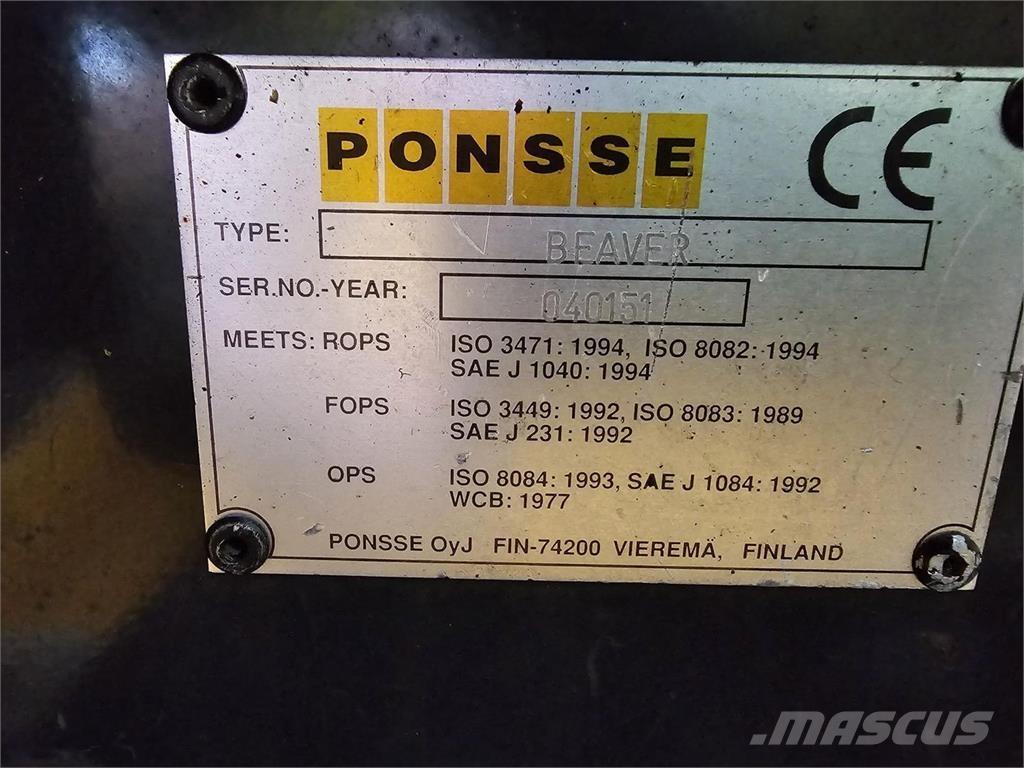 PONSSE CE
TYPE: BEAVER
SER.NO.-YEAR: 040151
MEETS: ROPS ISO 3471: 1994, ISO 8082: 1994
SAE J 1040: 1994
FOPS ISO 3449: 1992, ISO 8083: 1989
SAE J 231: 1992
OPS ISO 8084: 1993, SAE J 1084: 1992
WCB: 1977
PONSSE OyJ FIN-74200 VIEREMÄ, FINLAND
MASCUS